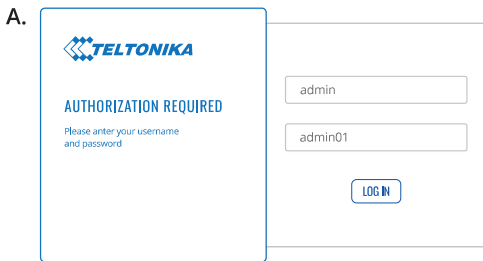 A.
TELTONIKA
AUTHORIZATION REQUIRED
Please anter your username
and password
admin
admin01
LOG IN